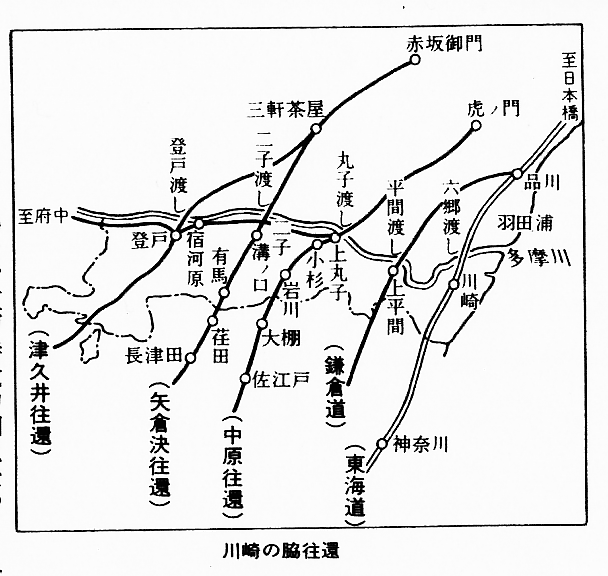 赤坂御門
至日本橋
三軒茶屋
虎ノ門
登戸渡し
二子渡し
丸子渡し
平間渡し
六郷渡し
品川
羽田浦
多摩川
至府中
登戸
宿河原
有馬
溝ノ口
二子
小杉
上丸子
上平間
川崎
岩川
大棚
荏田
長津田
佐江戸
神奈川
(津久井往還)
(矢倉決往還)
(中原往還)
(鎌倉道)
(東海道)
川崎の脇往還